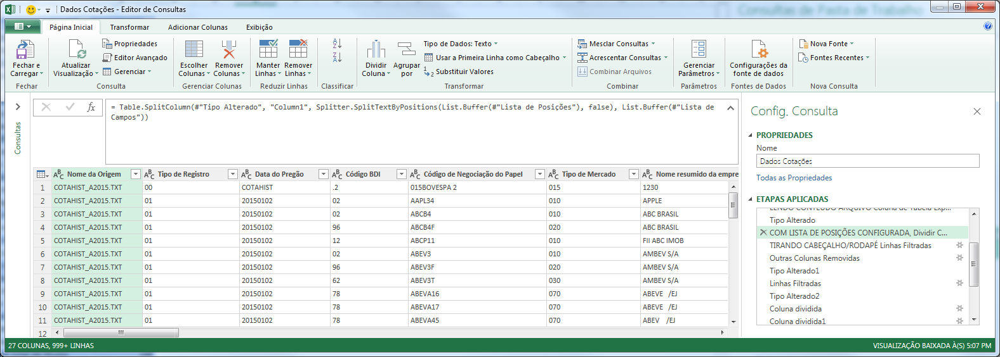 Dados Cotações - Editor de Consultas
Consultas de Pasta de Trabalho
Página Inicial Transformar Adicionar Colunas Exibição
Fechar e Carregar
Fechar
Atualizar Visualização
Propriedades
Editor Avançado
Gerenciar
Consulta
Escolher Colunas
Remover Colunas
Gerenciar Colunas
Manter Linhas
Remover Linhas
Reduzir Linhas
Classificar
Dividir Coluna
Agrupar por
Tipo de Dados: Texto
Usar a Primeira Linha como Cabeçalho
Substituir Valores
Transformar
Mesclar Consultas
Acrescentar Consultas
Combinar Arquivos
Combinar
Gerenciar Parâmetros
Parâmetros
Configurações da fonte de dados
Fontes de Dados
Nova Fonte
Fontes Recentes
Nova Consulta
Consultas
fx
= Table.SplitColumn(#"Tipo Alterado", "Column1", Splitter.SplitTextByPositions(List.Buffer(#"Lista de Posições"), false), List.Buffer(#"Lista de
Campos"))
Nome da Origem Tipo de Registro Data do Pregão Código BDI Código de Negociação do Papel Tipo de Mercado Nome resumido da empre
1 COTAHIST_A2015.TXT 00 COTAHIST .2 015BOVESPA 2 015 1230
2 COTAHIST_A2015.TXT 01 20150102 02 AAPL34 010 APPLE
3 COTAHIST_A2015.TXT 01 20150102 02 ABCB4 010 ABC BRASIL
4 COTAHIST_A2015.TXT 01 20150102 96 ABCB4F 020 ABC BRASIL
5 COTAHIST_A2015.TXT 01 20150102 12 ABCP11 010 FII ABC IMOB
6 COTAHIST_A2015.TXT 01 20150102 02 ABEV3 010 AMBEV S/A
7 COTAHIST_A2015.TXT 01 20150102 96 ABEV3F 020 AMBEV S/A
8 COTAHIST_A2015.TXT 01 20150102 62 ABEV3T 030 AMBEV S/A
9 COTAHIST_A2015.TXT 01 20150102 78 ABEVA16 070 ABEVE /EJ
10 COTAHIST_A2015.TXT 01 20150102 78 ABEVA17 070 ABEVE /EJ
11 COTAHIST_A2015.TXT 01 20150102 78 ABEVA45 070 ABEV /EJ
12
Config. Consulta
PROPRIEDADES
Nome
Dados Cotações
Todas as Propriedades
ETAPAS APLICADAS
LENDO CONTEÚDO ARQUIVO Coluna de Tabela Exp...
Tipo Alterado
COM LISTA DE POSIÇÕES CONFIGURADA, Dividir C...
TIRANDO CABEÇALHO/RODAPÉ Linhas Filtradas
Outras Colunas Removidas
Tipo Alterado1
Linhas Filtradas
Tipo Alterado2
Coluna dividida
Coluna dividida1
27 COLUNAS, 999+ LINHAS
VISUALIZAÇÃO BAIXADA À(S) 5:07 PM